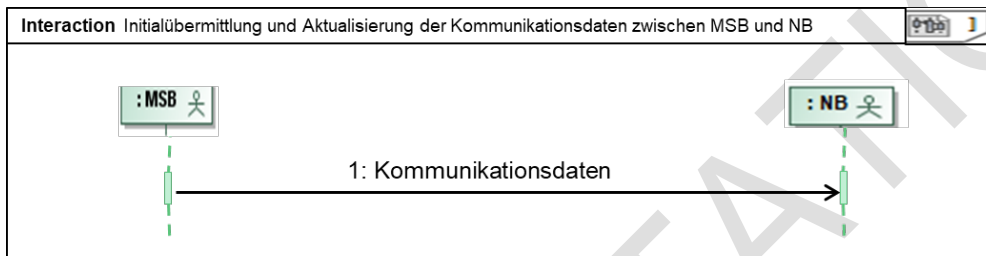 Interaction Initialübermittlung und Aktualisierung der Kommunikationsdaten zwischen MSB und NB
: MSB
: NB
1: Kommunikationsdaten